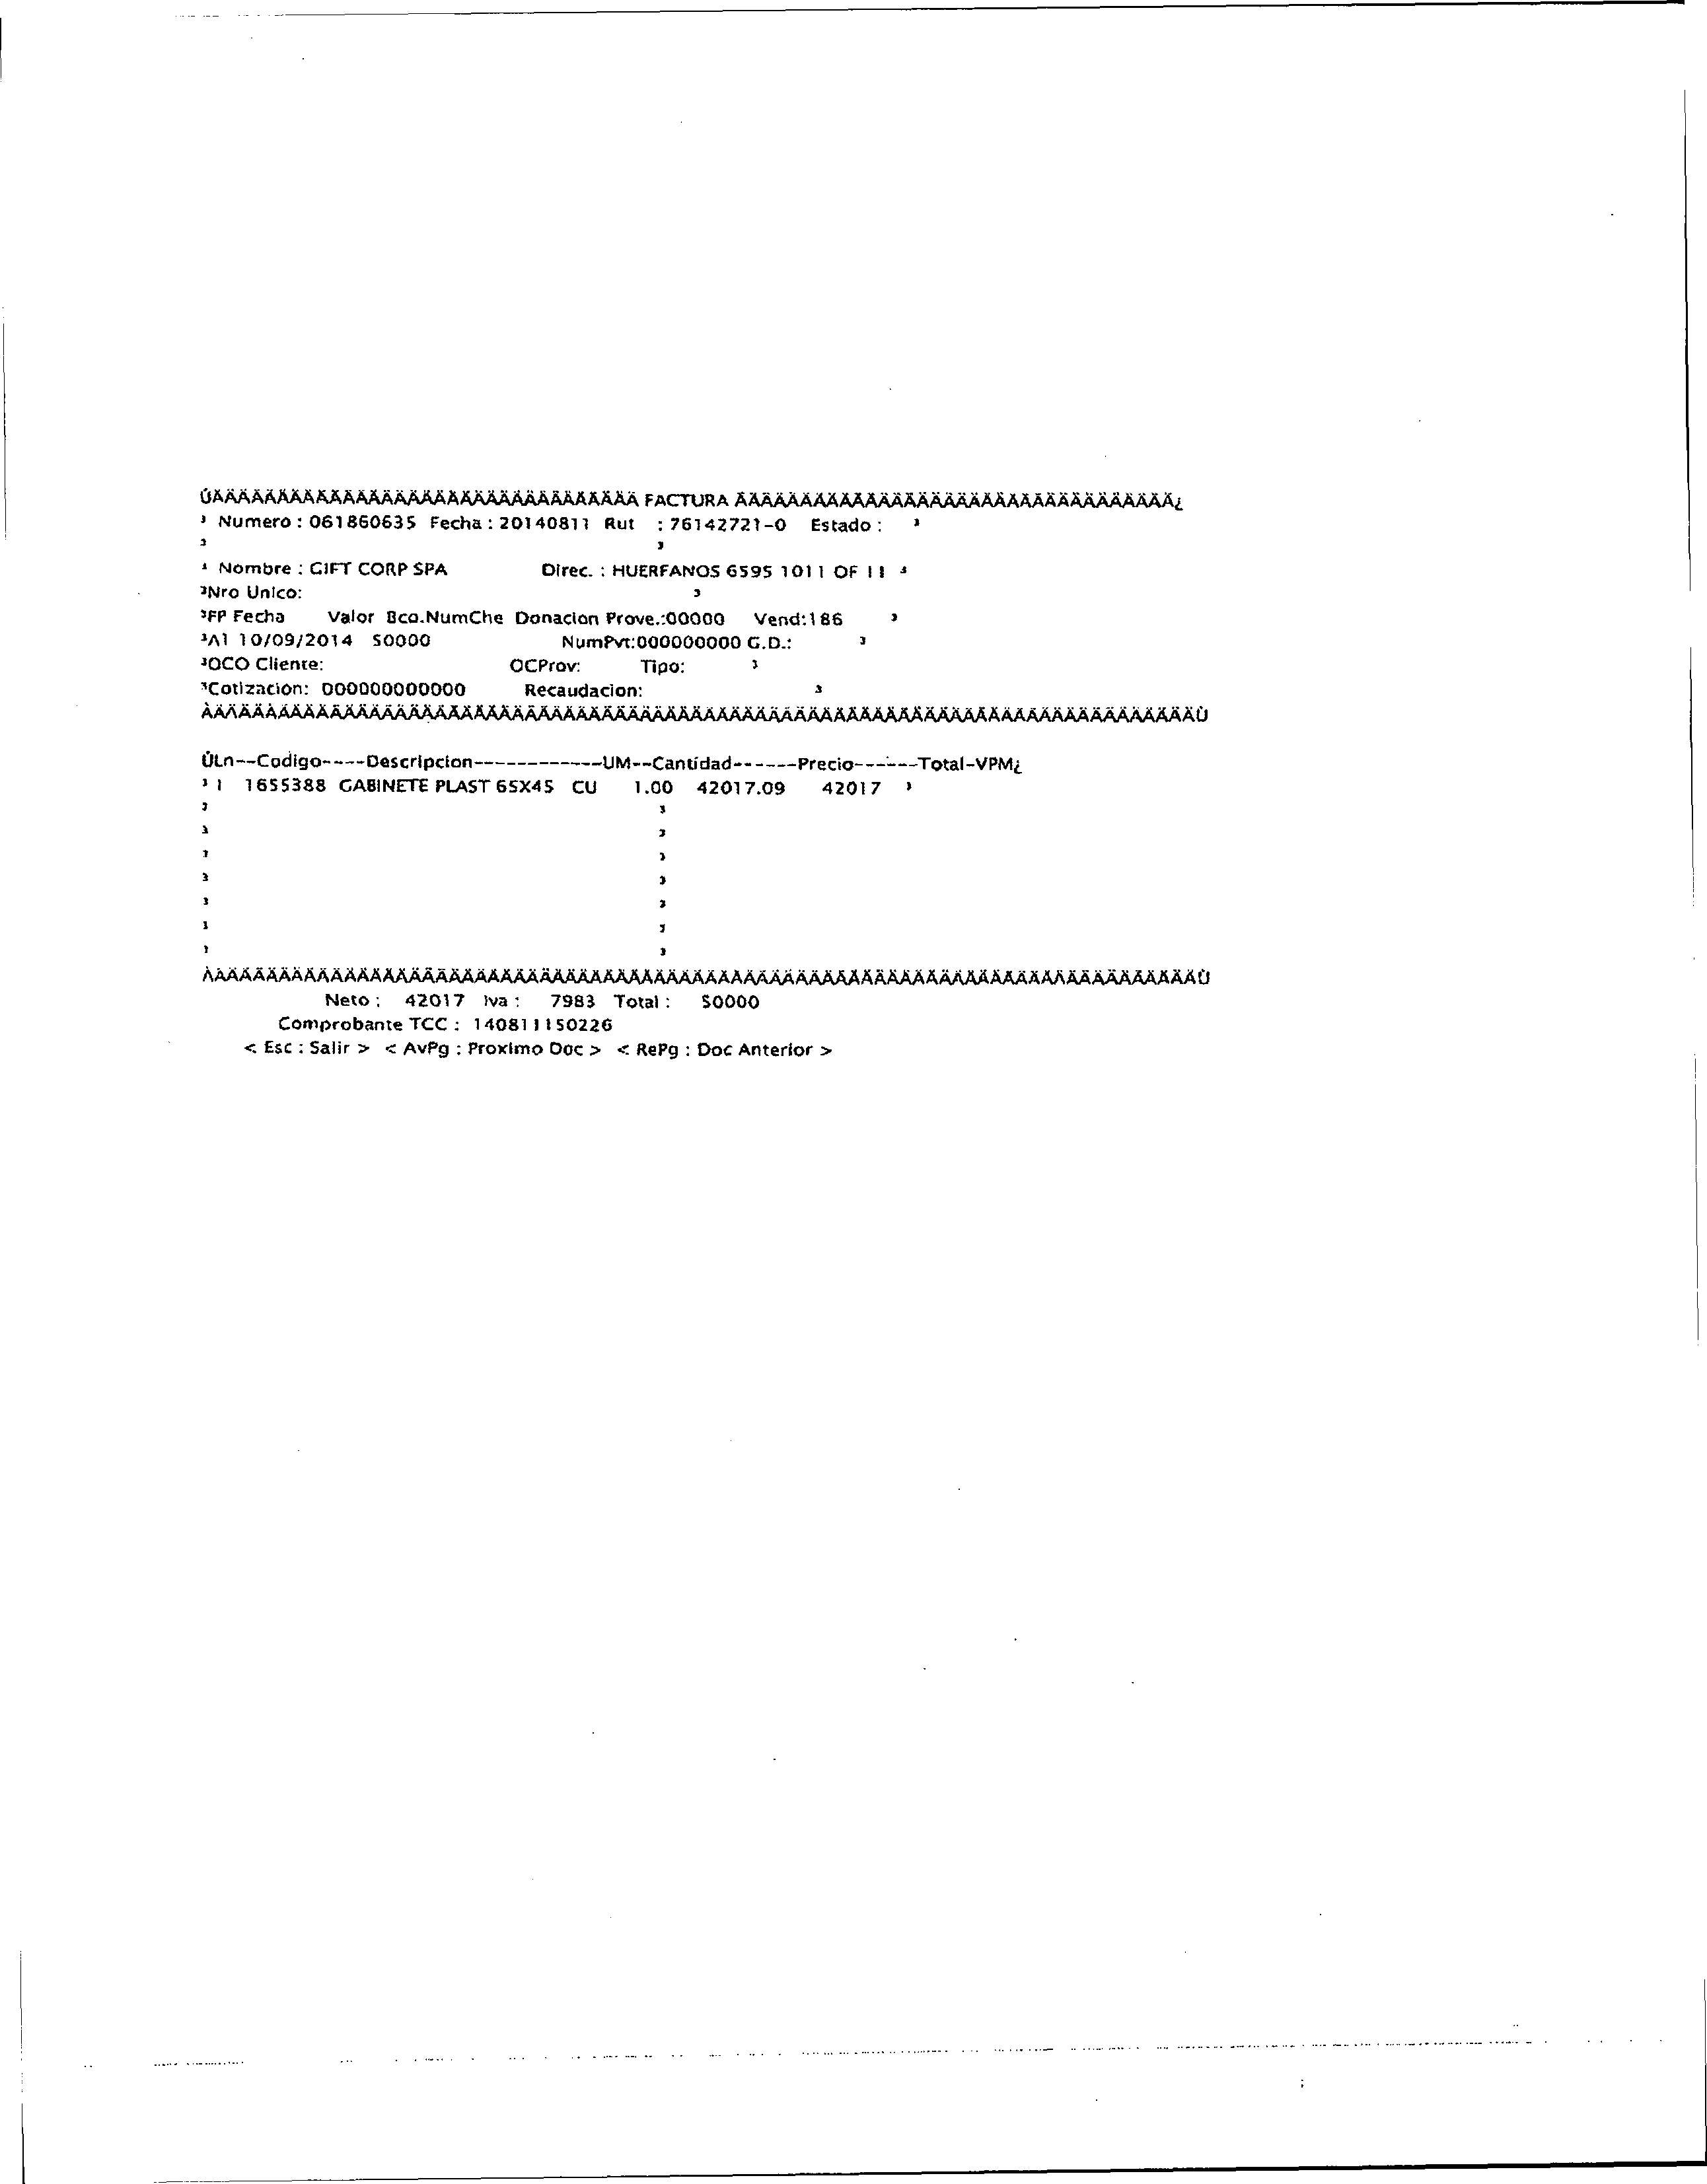 ÚÄÄÄÄÄÄÄÄÄÄÄÄÄÄÄÄÄÄÄÄÄÄÄÄÄÄÄÄÄÄÄÄÄ FACTURA ÄÄÄÄÄÄÄÄÄÄÄÄÄÄÄÄÄÄÄÄÄÄÄÄÄÄÄÄÄÄÄÄÄÄ¿
³ Numero : 061860635 Fecha : 20140811 Rut : 76142721-0 Estado : ³
³ ³
³ Nombre : GIFT CORP SPA Direc. : HUERFANOS 6595 1011 OF 11 ³
³Nro Unico: ³
³FP Fecha Valor Bco.NumChe Donacion Prove.:00000 Vend:186 ³
³A1 10/09/2014 50000 NumPvt:000000000 G.D.: ³
³OCO Cliente: OCProv: Tipo: ³
³Cotización: 000000000000 Recaudacion: ³
ÀÄÄÄÄÄÄÄÄÄÄÄÄÄÄÄÄÄÄÄÄÄÄÄÄÄÄÄÄÄÄÄÄÄÄÄÄÄÄÄÄÄÄÄÄÄÄÄÄÄÄÄÄÄÄÄÄÄÄÄÄÄÄÄÄÄÄÄÄÄÄÄÄÄÄÄÄÙ
ÚLn--Codigo----Descripcion------------UM--Cantidad------Precio------Total-VPM¿
³ 1 1655388 GABINETE PLAST 65X45 CU 1.00 42017.09 42017 ³
³ ³
³ ³
³ ³
³ ³
³ ³
³ ³
³ ³
ÀÄÄÄÄÄÄÄÄÄÄÄÄÄÄÄÄÄÄÄÄÄÄÄÄÄÄÄÄÄÄÄÄÄÄÄÄÄÄÄÄÄÄÄÄÄÄÄÄÄÄÄÄÄÄÄÄÄÄÄÄÄÄÄÄÄÄÄÄÄÄÄÄÄÄÄÄÙ
Neto : 42017 Iva : 7983 Total : 50000
Comprobante TCC : 140811150226
< Esc : Salir > < AvPg : Proximo Doc > < RePg : Doc Anterior >